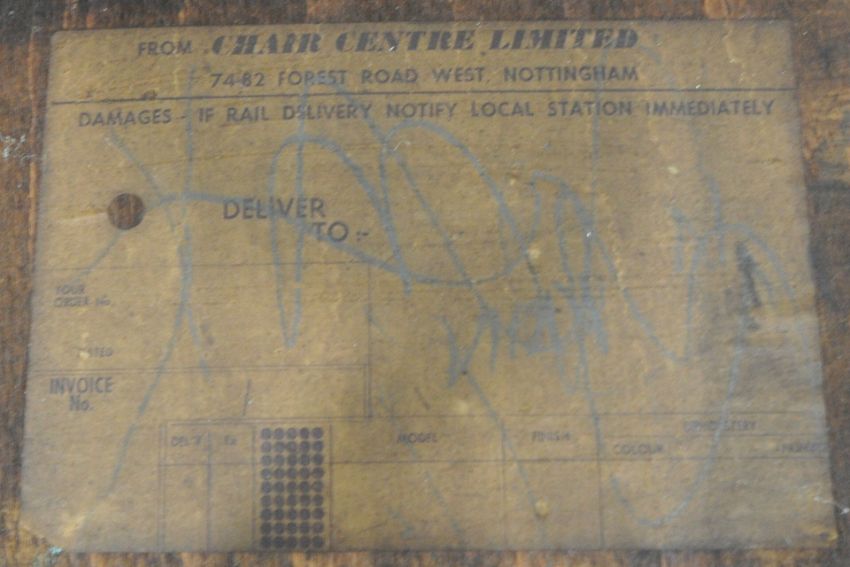 FROM CHAIR CENTRE LIMITED
74-82 FOREST ROAD WEST, NOTTINGHAM
DAMAGES - IF RAIL DELIVERY NOTIFY LOCAL STATION IMMEDIATELY
DELIVER
TO :-
YOUR
ORDER No.
INVOICE
No.
UPHOLSTERY
MODEL
FINISH
COLOUR